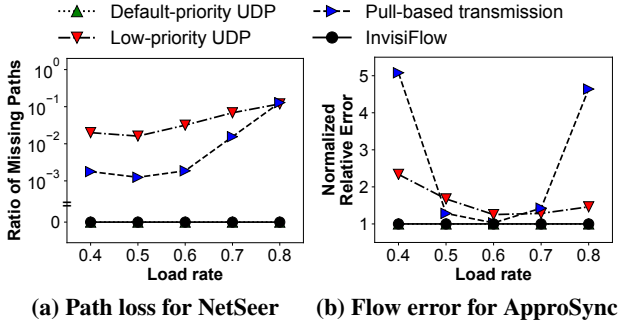 Default-priority UDP
Pull-based transmission
Low-priority UDP
InvisiFlow
Ratio of Missing Paths
10^0
10^-1
10^-2
10^-3
0
0.4 0.5 0.6 0.7 0.8
Load rate
Normalized
Relative Error
5
4
3
2
1
0.4 0.5 0.6 0.7 0.8
Load rate
(a) Path loss for NetSeer
(b) Flow error for ApproSync